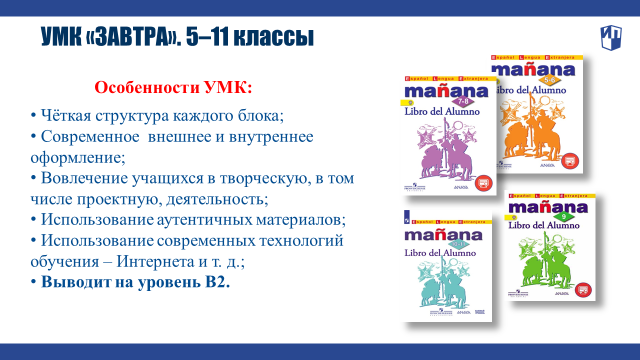 УМК «ЗАВТРА». 5–11 классы
Особенности УМК:
• Чёткая структура каждого блока;
• Современное внешнее и внутреннее
оформление;
• Вовлечение учащихся в творческую, в том
числе проектную, деятельность;
• Использование аутентичных материалов;
• Использование современных технологий
обучения – Интернета и т. д.;
• Выводит на уровень В2.
Español Lengua Extranjera
mañana
5-6
Libro del Alumno
Español Lengua Extranjera
mañana
7-8
Libro del Alumno
Español Lengua Extranjera
mañana
9
Libro del Alumno
Español Lengua Extranjera
mañana
Libro del Alumno